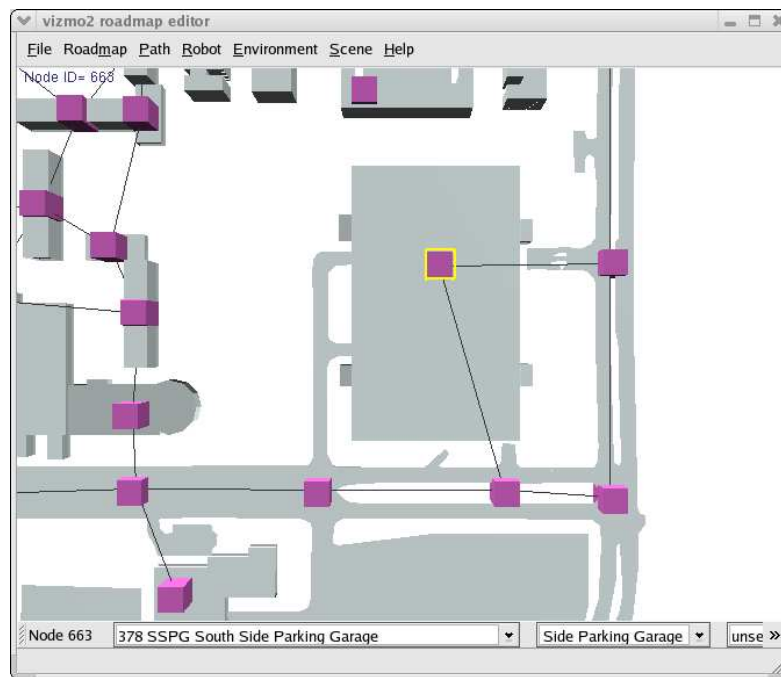 vizmo2 roadmap editor
File Roadmap Path Robot Environment Scene Help
Node ID= 663
Node 663 378 SSPG South Side Parking Garage Side Parking Garage unse »